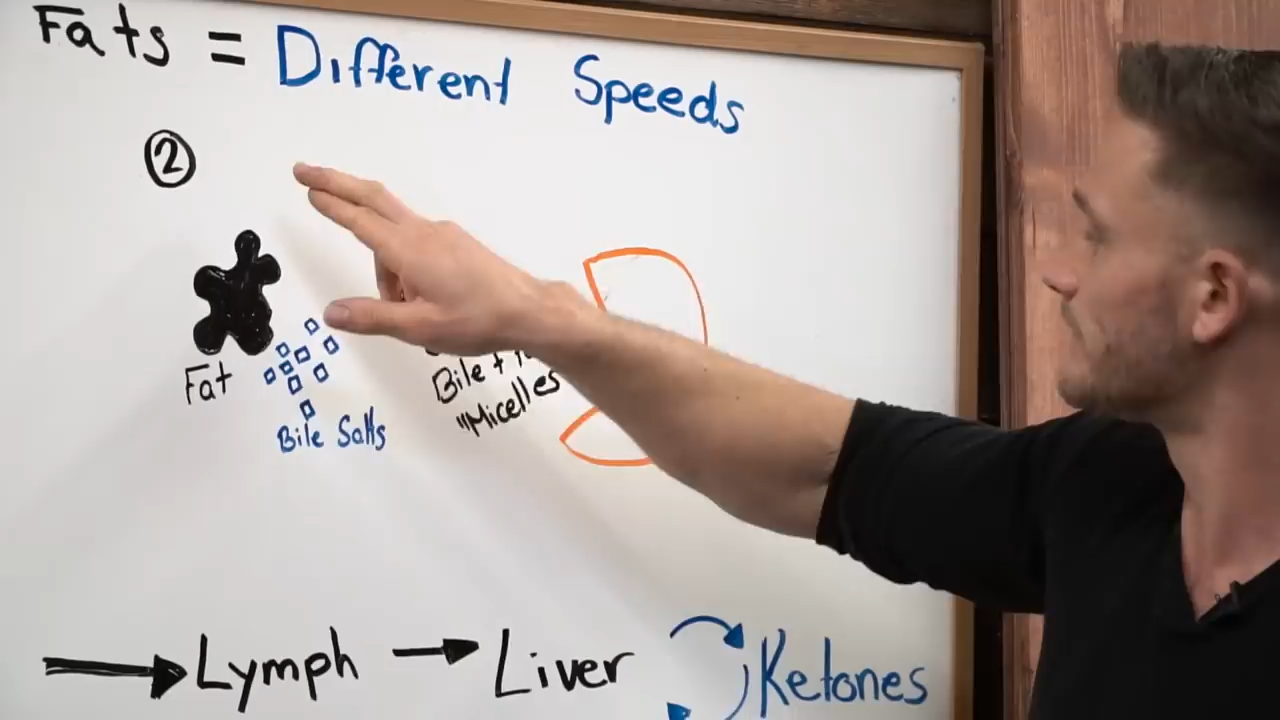 Fats = Different Speeds
②
Fat
Bile Salts
Bile +
"Micelles
→ Lymph → Liver
Ketones